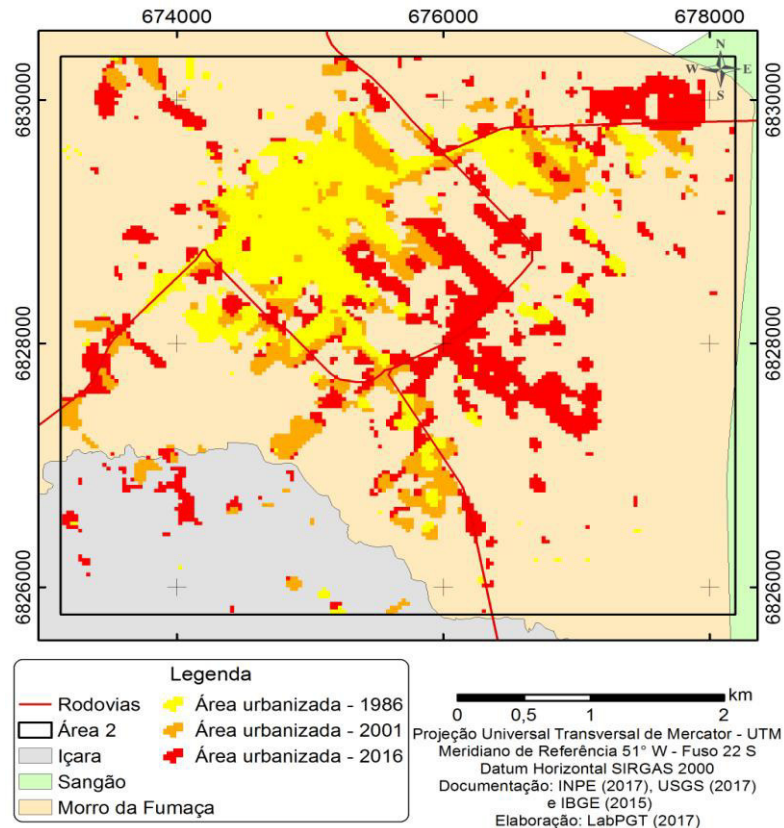 674000
676000
678000
N
W E
S
6830000
6830000
6828000
6828000
6826000
6826000
Legenda
Rodovias
Área 2
Içara
Sangão
Morro da Fumaça
Área urbanizada - 1986
Área urbanizada - 2001
Área urbanizada - 2016
km
0 0,5 1 2
Projeção Universal Transversal de Mercator - UTM
Meridiano de Referência 51° W - Fuso 22 S
Datum Horizontal SIRGAS 2000
Documentação: INPE (2017), USGS (2017)
e IBGE (2015)
Elaboração: LabPGT (2017)